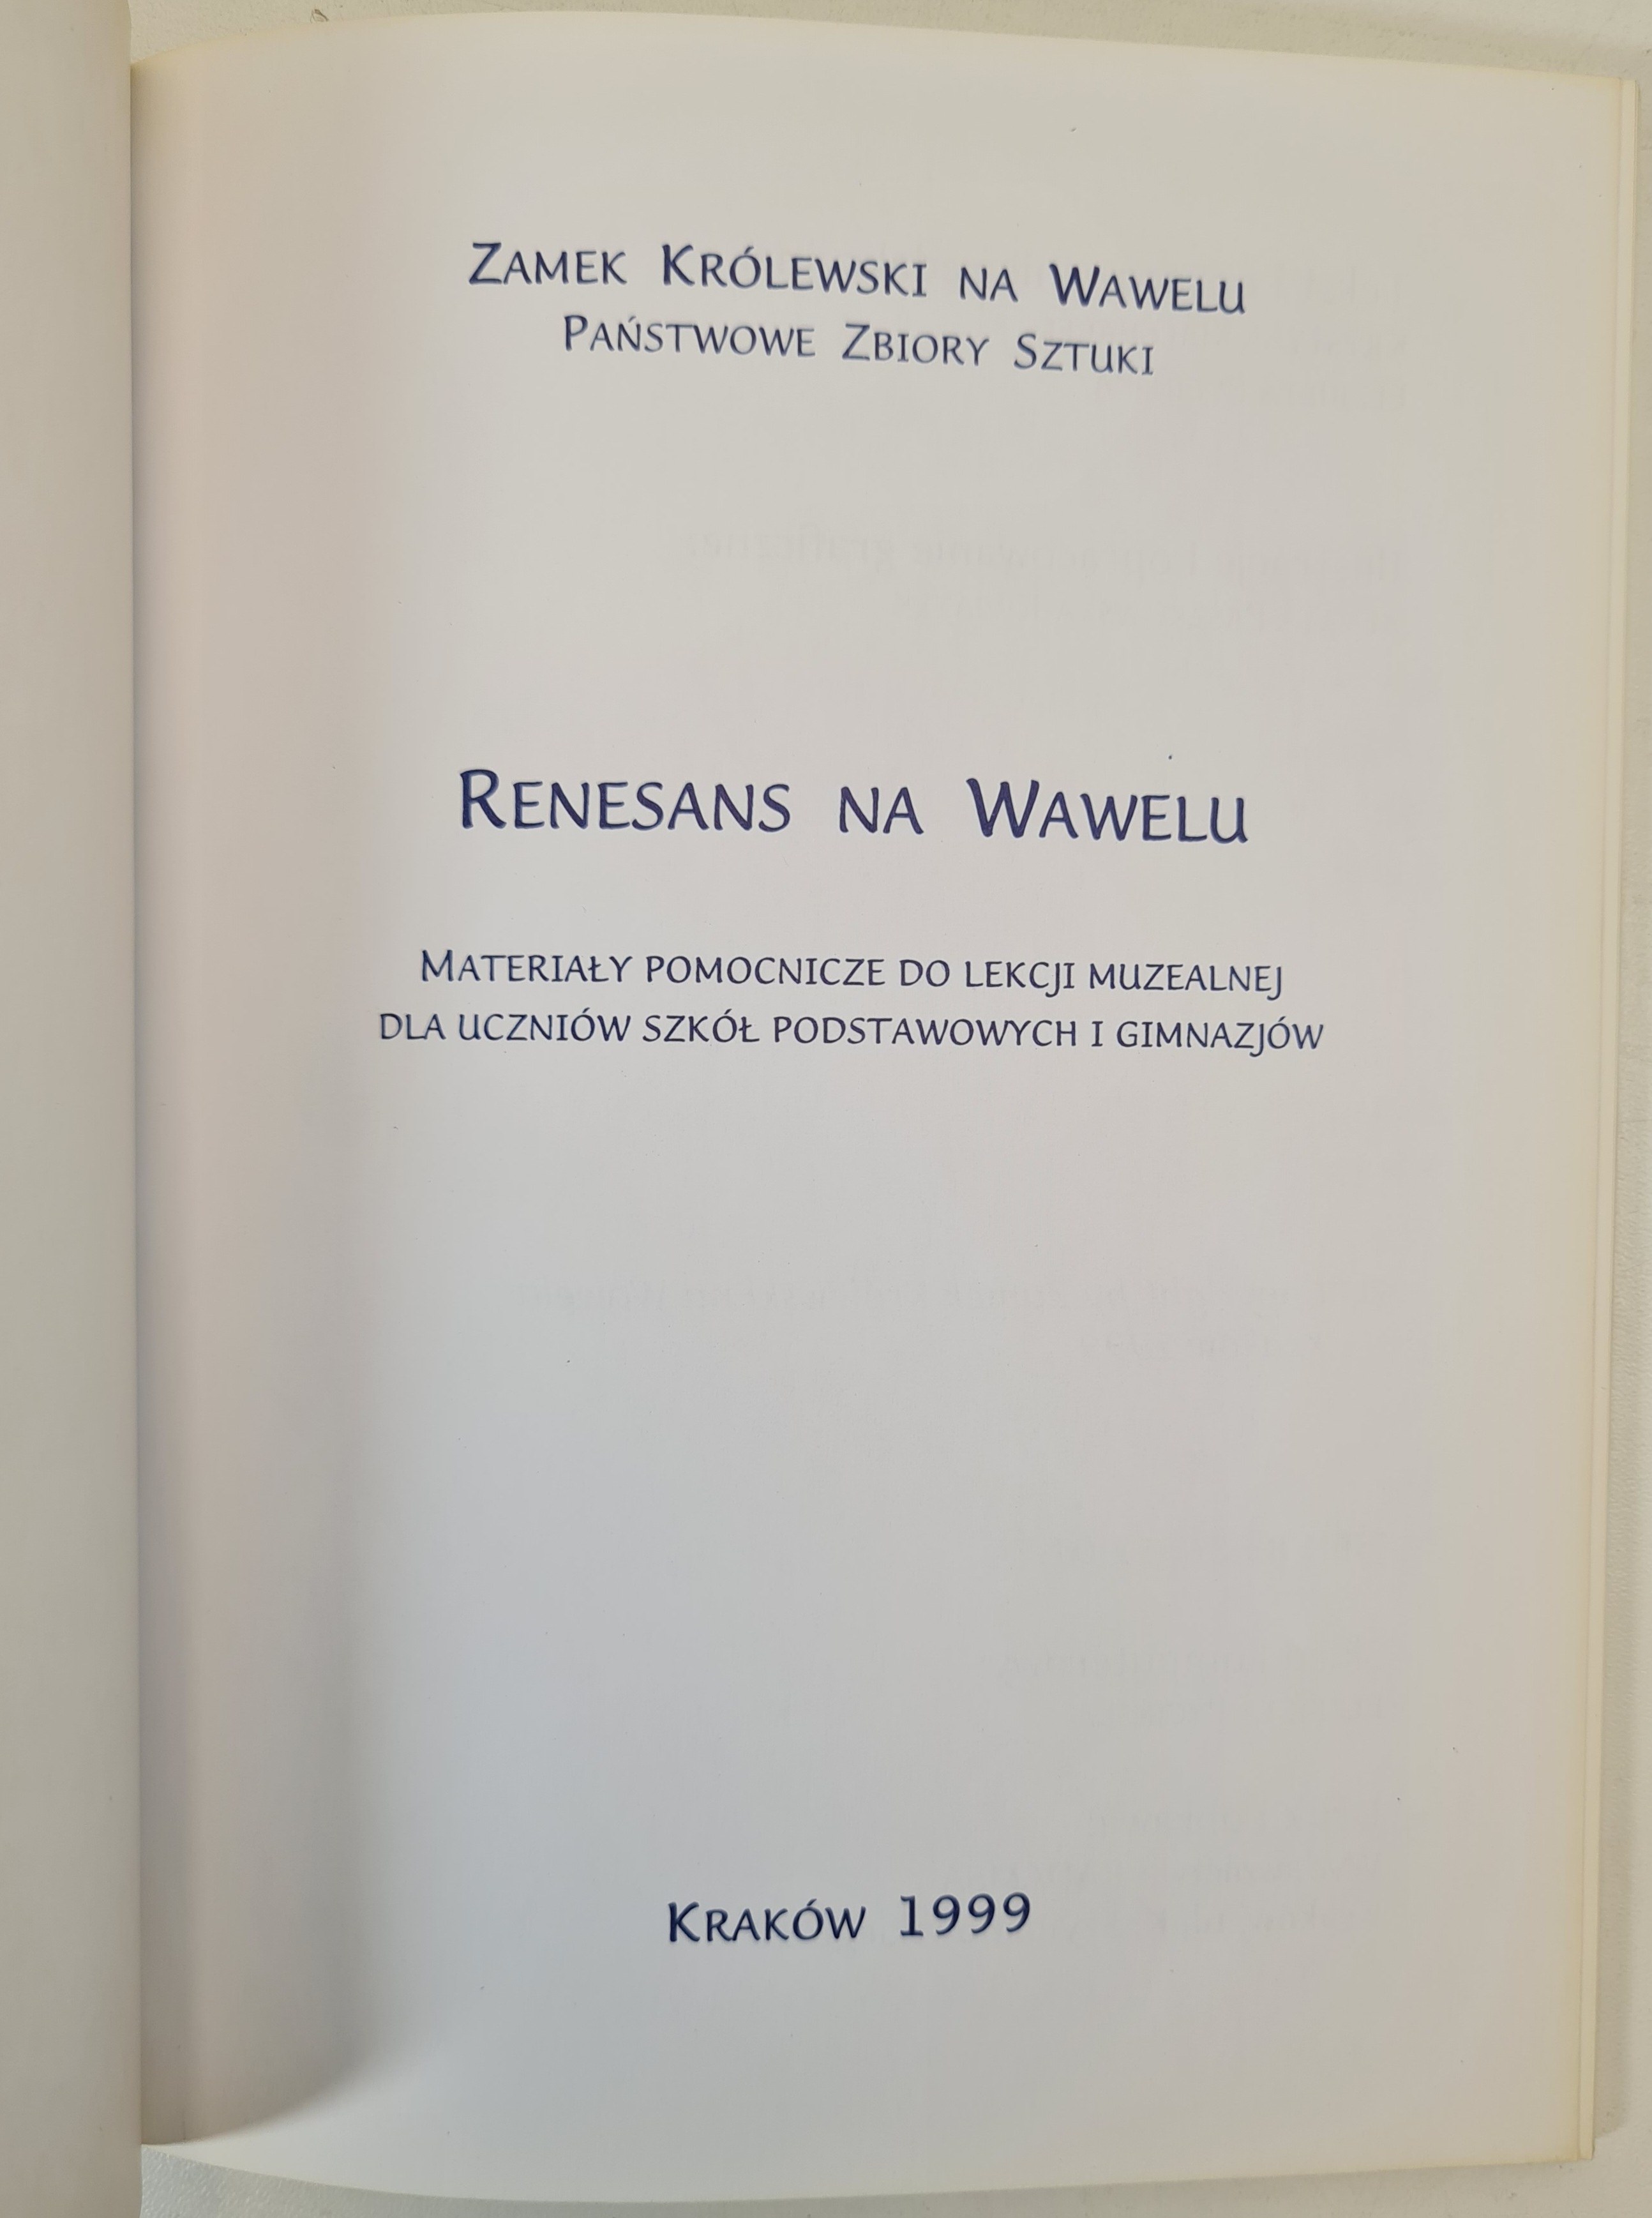 Zamek Królewski na Wawelu
Państwowe Zbiory Sztuki
Renesans na Wawelu
Materiały pomocnicze do lekcji muzealnej
dla uczniów szkół podstawowych i gimnazjów
Kraków 1999